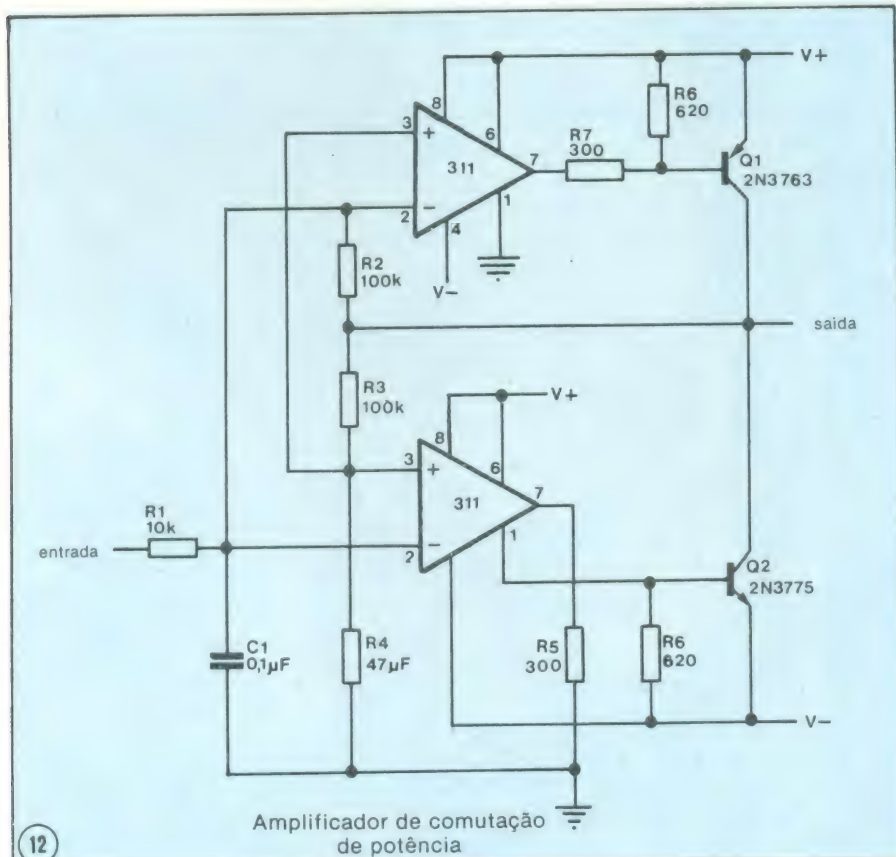 V+
8
6
R6
620
3
+
R7
300
311
7
Q1
2N3763
2
−
1
4
V−
R2
100k
saída
R3
100k
V+
8
6
3
+
R1
10k
311
7
entrada
1
2
−
Q2
2N3775
C1
0,1µF
R4
47µF
R5
300
R6
620
V−
12
Amplificador de comutação
de potência